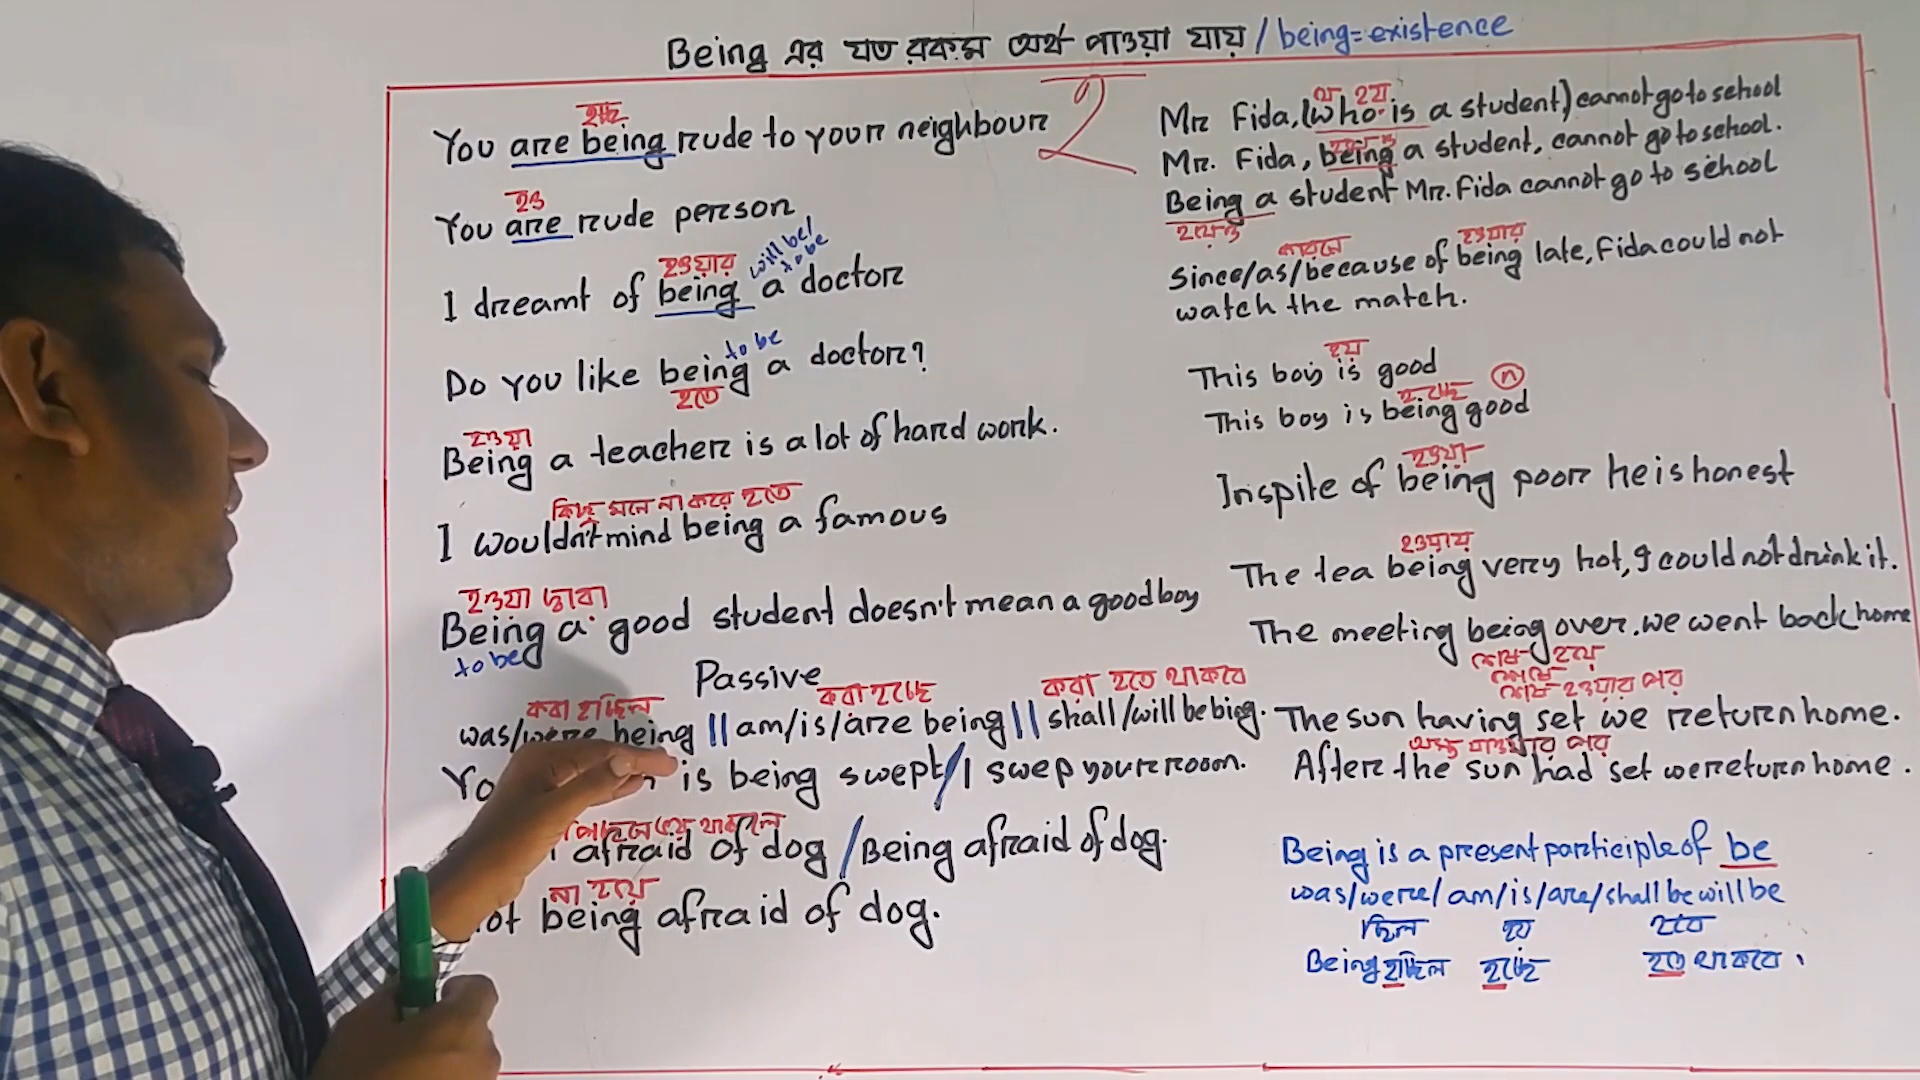 Being এর যত রকম অর্থ পাওয়া যায় / being=existence
হচ্ছ
You are being rude to your neighbour
হও
You are rude person
হওয়ার will be/ to be
I dreamt of being a doctor
to be
Do you like being a doctor?
হতে
হওয়া
Being a teacher is a lot of hard work.
কিছু মনে না করে হতে
I wouldn't mind being a famous
হওয়া দ্বারা
Being a good student doesn't mean a good boy
to be
Passive
করা হচ্ছিল করা হচ্ছে করা হতে থাকবে
was/were being || am/is/are being || shall/will be bieg.
is being swept / I swep your room.
afraid of dog / Being afraid of dog.
না হয়ে
not being afraid of dog.
2
যে হয়
Mr Fida, (who is a student) cannot go to school
Mr. Fida, being a student, cannot go to school.
Being a student Mr. Fida cannot go to school
হয়েও
কারনে হওয়ার
Since/as/because of being late, Fida could not
watch the match.
হয়
This boy is good
হচ্ছে n
This boy is being good
হওয়া
Inspite of being poor he is honest
হওয়ায়
The tea being very hot, I could not drink it.
The meeting being over. we went back home
শেষ হয়ে
শেষ হওয়ার পর
The sun having set we return home.
অস্ত যাওয়ার পর
After the sun had set we return home.
Being is a present participle of be
was/were/am/is/are/shall be will be
ছিল হয় হবে
Being হচ্ছিল হচ্ছে হতে থাকবে।